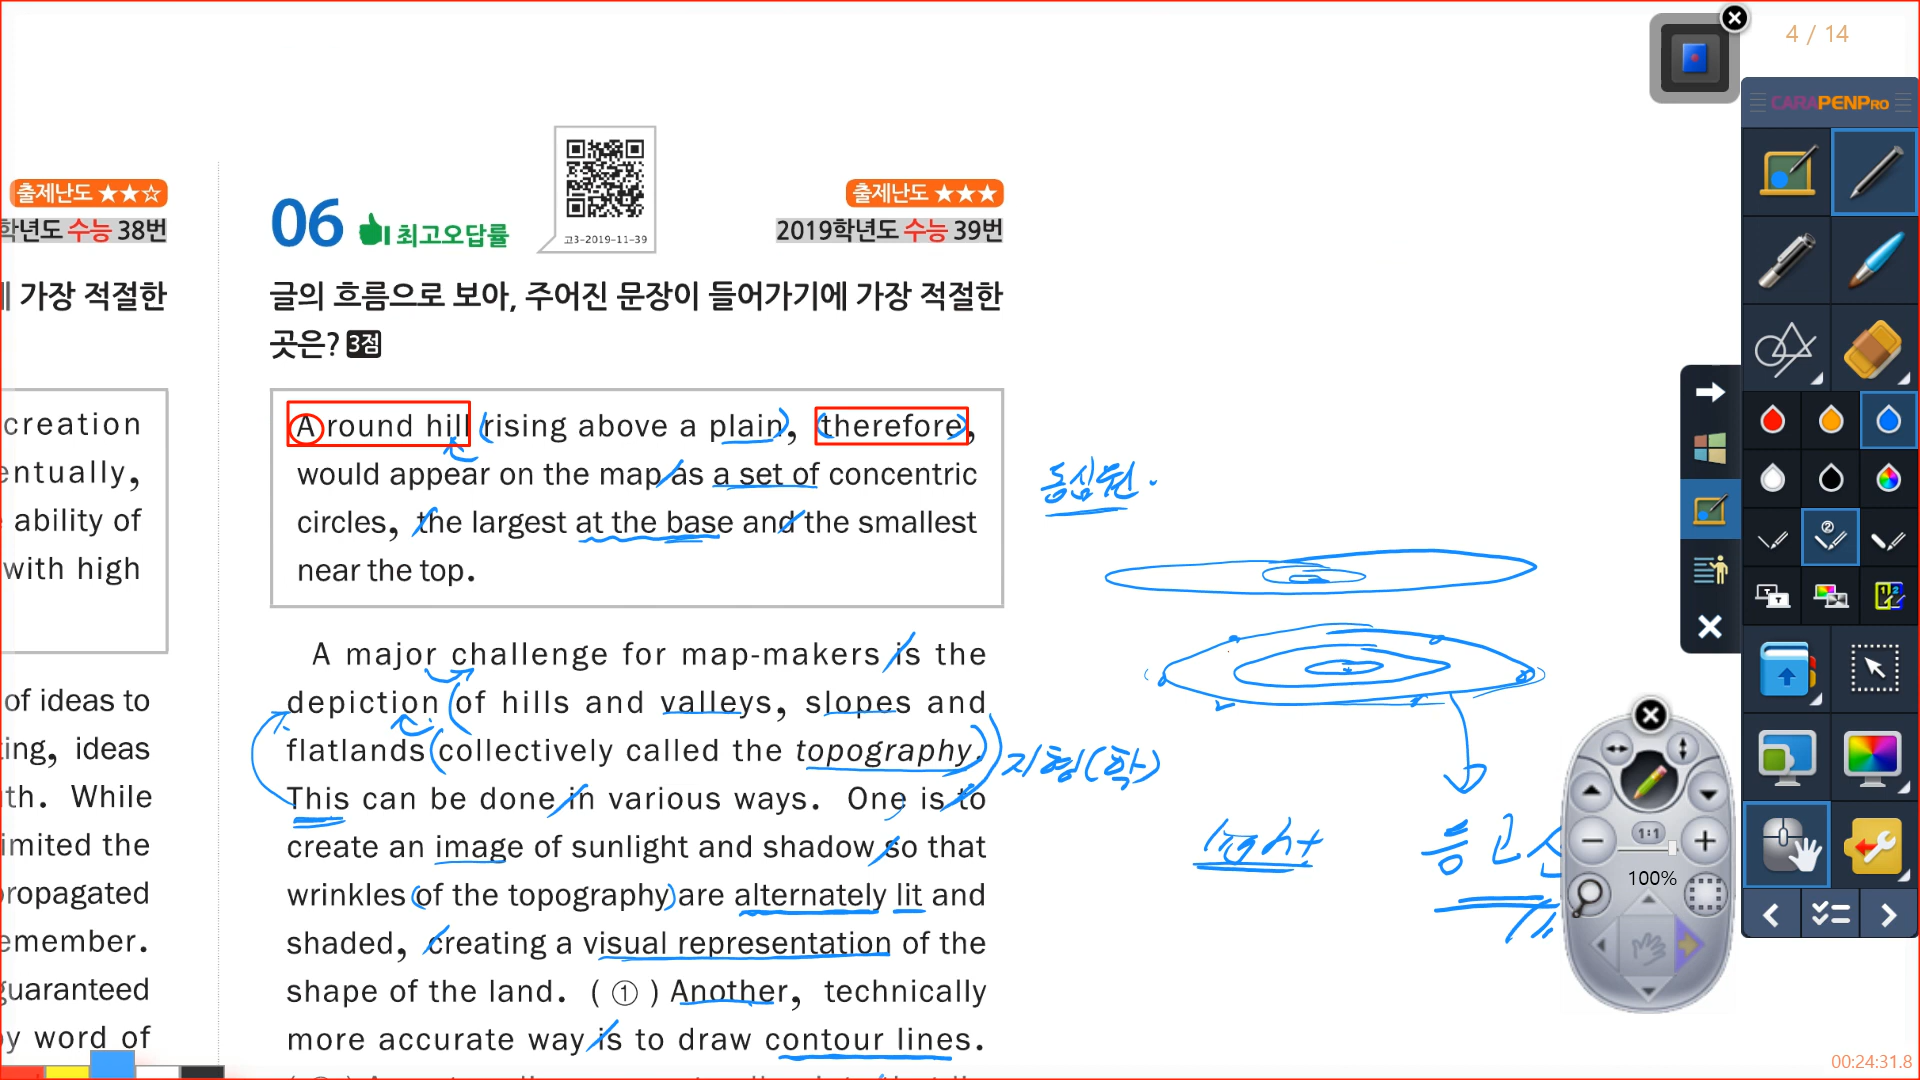 4 / 14
CARAPENPRO
출제난도 ★★☆
학년도 수능 38번
가장 적절한
creation
entually,
ability of
with high
of ideas to
ing, ideas
th. While
imited the
ropagated
emember.
guaranteed
by word of
06 최고오답률
고3-2019-11-39
출제난도 ★★★
2019학년도 수능 39번
글의 흐름으로 보아, 주어진 문장이 들어가기에 가장 적절한
곳은? 3점
A round hill rising above a plain, therefore,
would appear on the map as a set of concentric
circles, the largest at the base and the smallest
near the top.
동심원.
A major challenge for map-makers is the
depiction of hills and valleys, slopes and
flatlands collectively called the topography.
지형(학)
This can be done in various ways. One is to
create an image of sunlight and shadow so that
wrinkles of the topography are alternately lit and
shaded, creating a visual representation of the
shape of the land. ( ① ) Another, technically
more accurate way is to draw contour lines.
light
등고선
1:1
100%
00:24:31.8